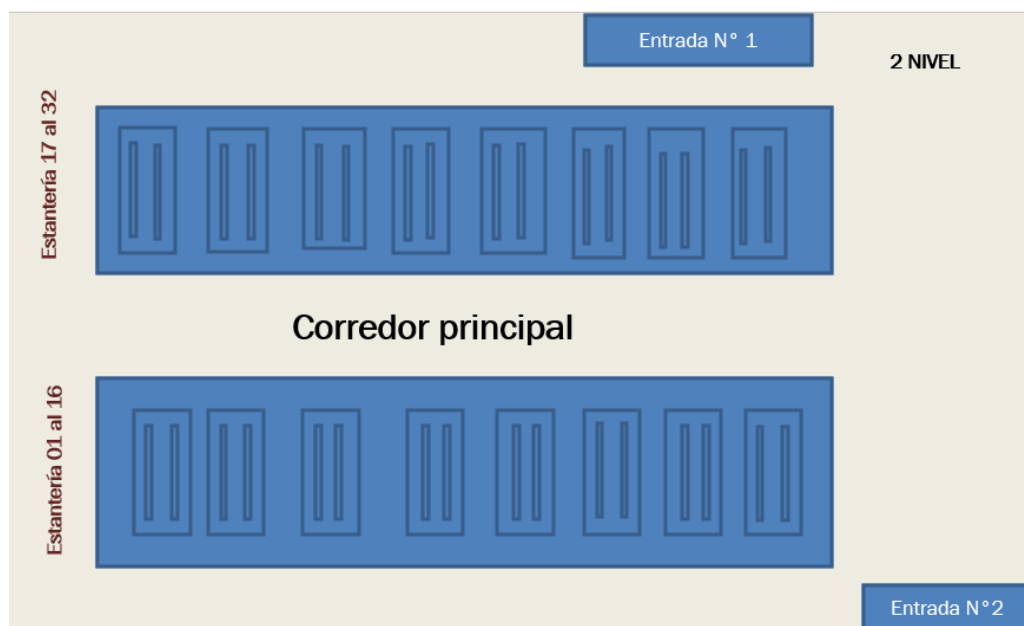 Entrada N° 1
2 NIVEL
Estantería 17 al 32
Corredor principal
Estantería 01 al 16
Entrada N°2